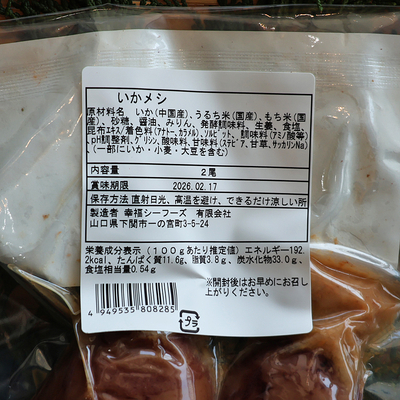 いかメシ
原材料名 いか(中国産)、うるち米(国産)、もち米(国
産)、砂糖、醤油、みりん、発酵調味料、生姜、食塩、
昆布エキス/着色料(アナトー、カラメル)、ソルビット、調味料(アミノ酸等)
、pH調整剤、グリシン、酸味料、甘味料(ステビア、甘草、サッカリンNa)
、(一部にいか・小麦・大豆を含む)
内容量 2尾
賞味期限 2026.02.17
保存方法 直射日光、高温を避け、できるだけ涼しい所
製造者 幸福シーフーズ 有限会社
山口県下関市一の宮町3-5-24
栄養成分表示(100gあたり推定値)エネルギー192.
2kcal、たんぱく質11.6g、脂質3.8g、炭水化物33.0g、
食塩相当量0.54g
※開封後はお早めにお召し
上がりください。
4 949535 808285
プラ